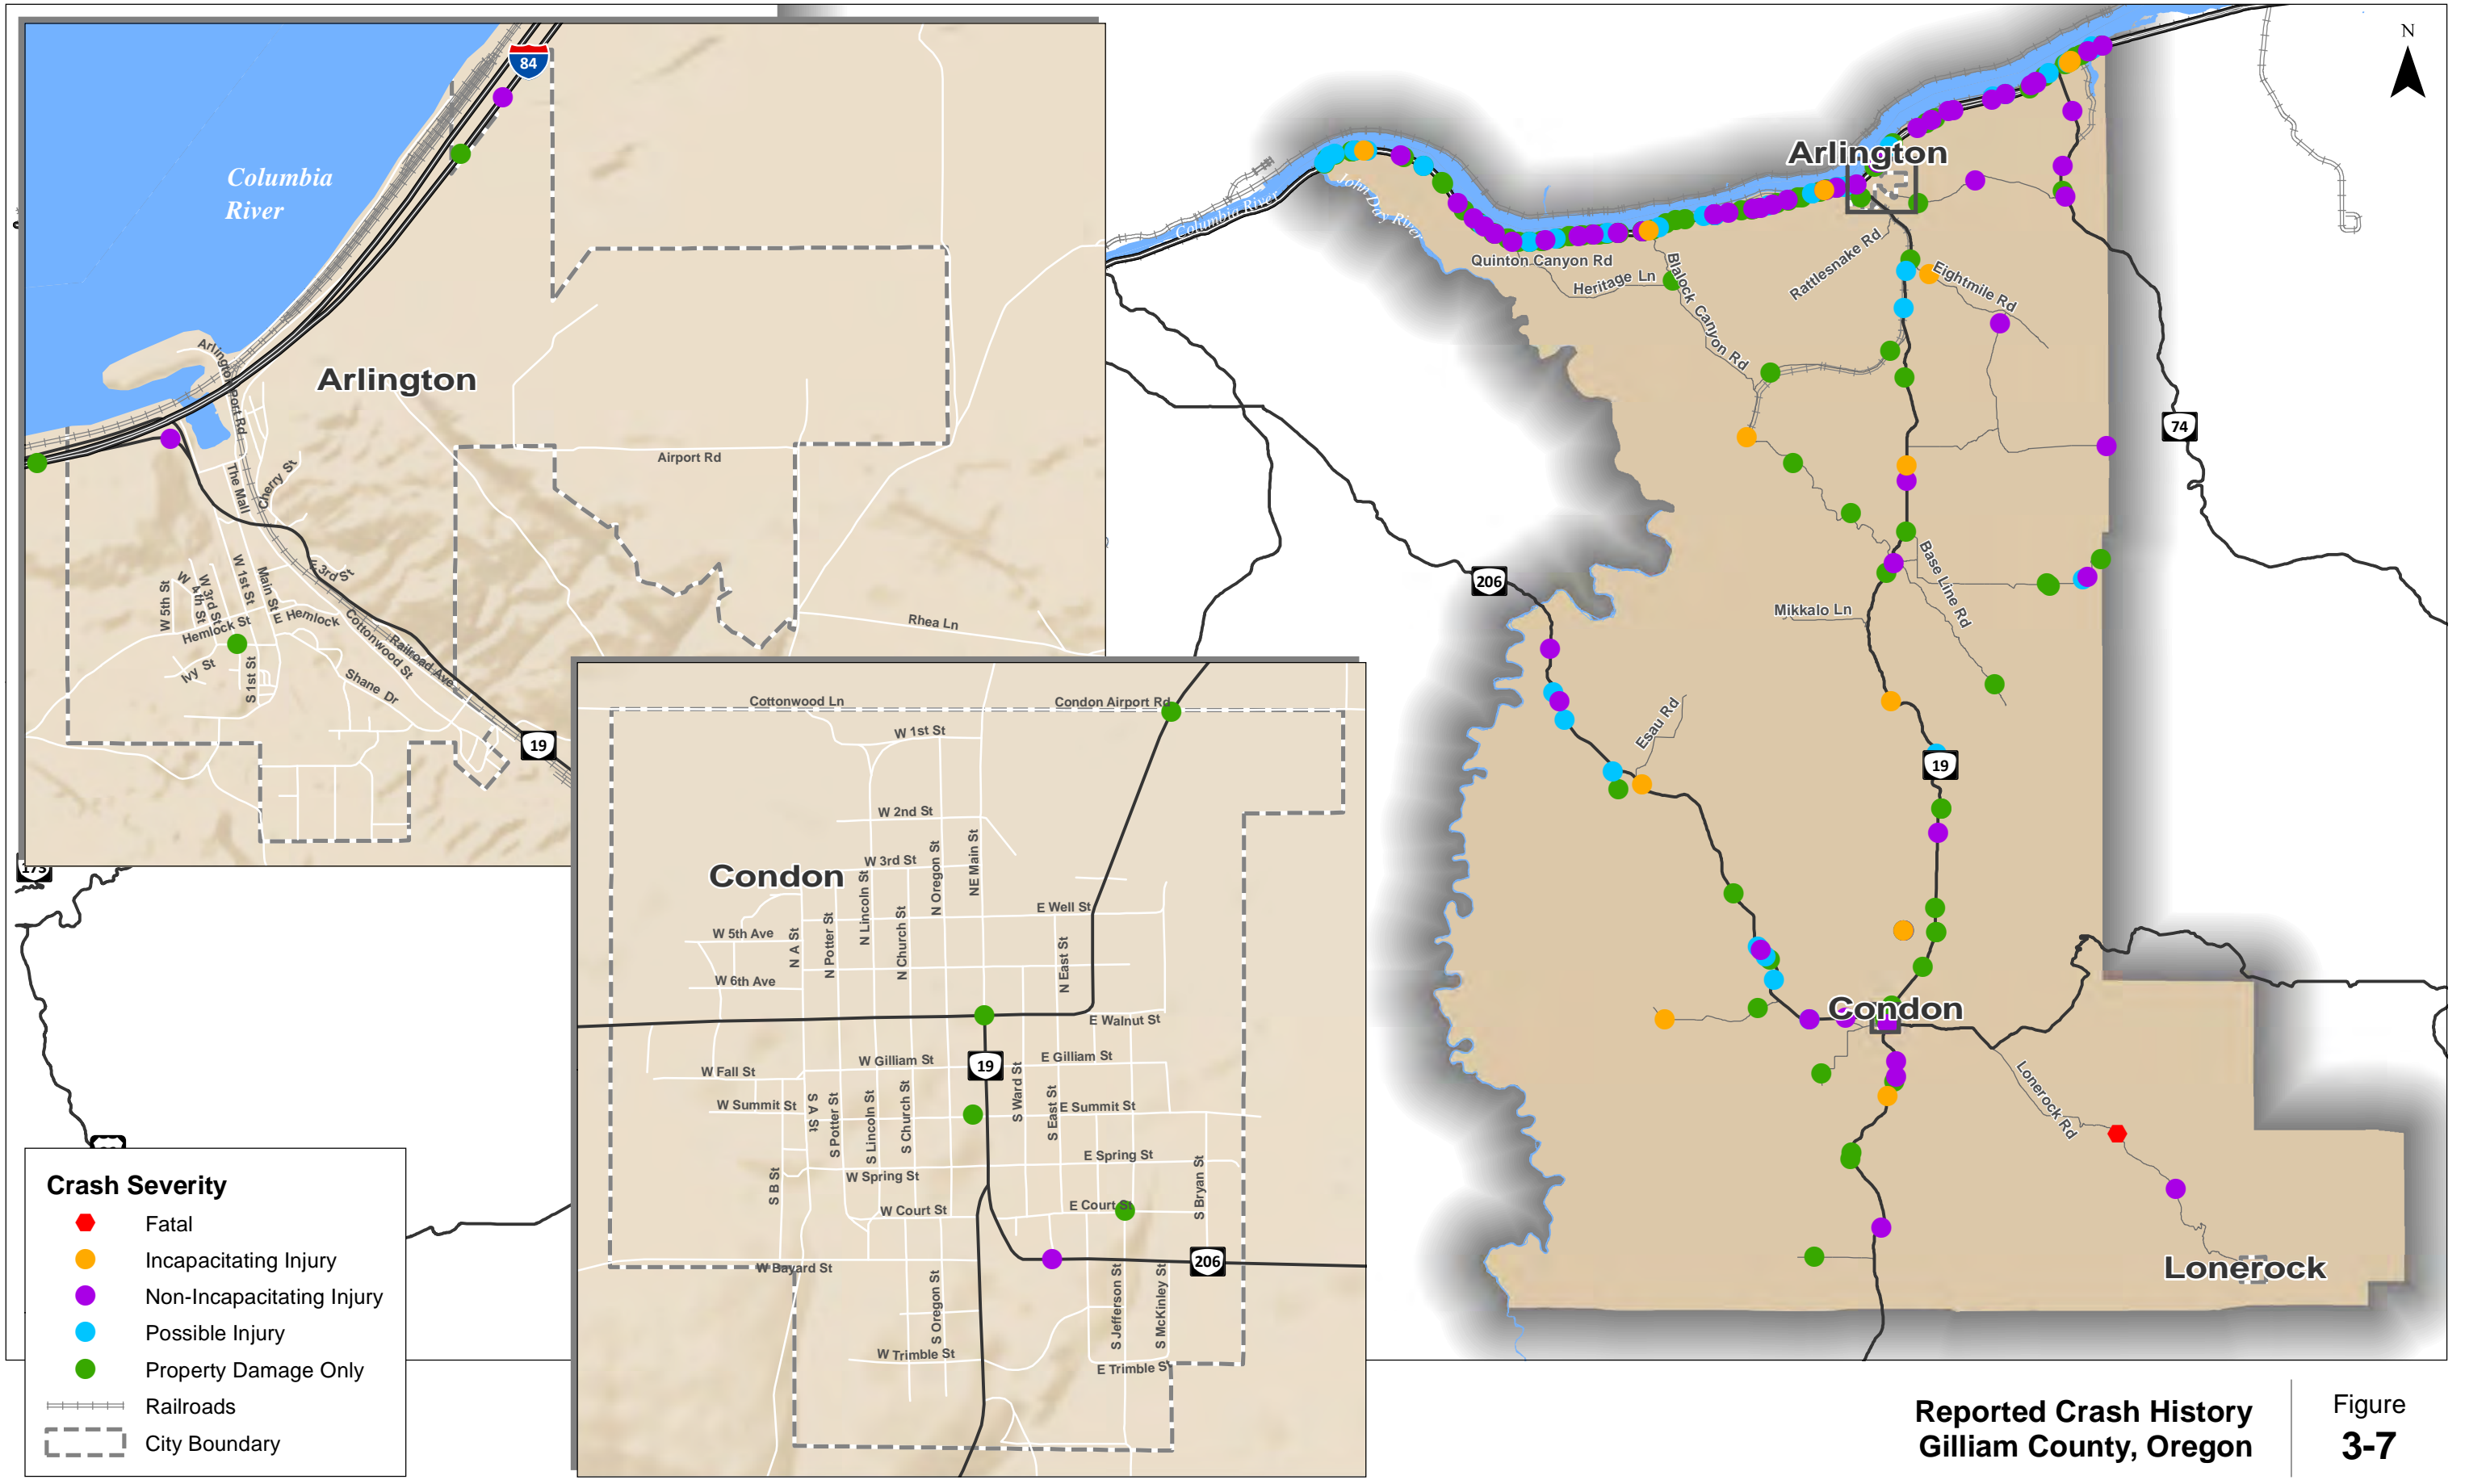 84
Columbia
River
Arlington Port Rd
Arlington
Airport Rd
The Mall
Cherry St
E 3rd St
W 1st St
Main St
W 3rd St
W 4th St
W 5th St
Hemlock St
E Hemlock
Cottonwood St
Railroad Ave
Rhea Ln
Ivy St
S 1st St
Shane Dr
19
Cottonwood Ln
Condon Airport Rd
W 1st St
W 2nd St
W 3rd St
Condon
N Lincoln St
N Oregon St
NE Main St
E Well St
W 5th Ave
N A St
N Potter St
N Church St
N East St
W 6th Ave
E Walnut St
W Gilliam St
19
E Gilliam St
W Fall St
S Ward St
W Summit St
S A St
S Potter St
S Lincoln St
S Church St
S East St
E Summit St
W Spring St
E Spring St
S B St
W Court St
E Court St
S Bryan St
W Bayard St
206
S Oregon St
S Jefferson St
S McKinley St
W Trimble St
E Trimble St
N
Arlington
Columbia River
John Day River
Quinton Canyon Rd
Heritage Ln
Blalock Canyon Rd
Rattlesnake Rd
Eightmile Rd
74
206
Base Line Rd
Mikkalo Ln
Esau Rd
19
Condon
Lonerock Rd
Lonerock
Crash Severity
Fatal
Incapacitating Injury
Non-Incapacitating Injury
Possible Injury
Property Damage Only
Railroads
City Boundary
Reported Crash History
Gilliam County, Oregon
Figure
3-7